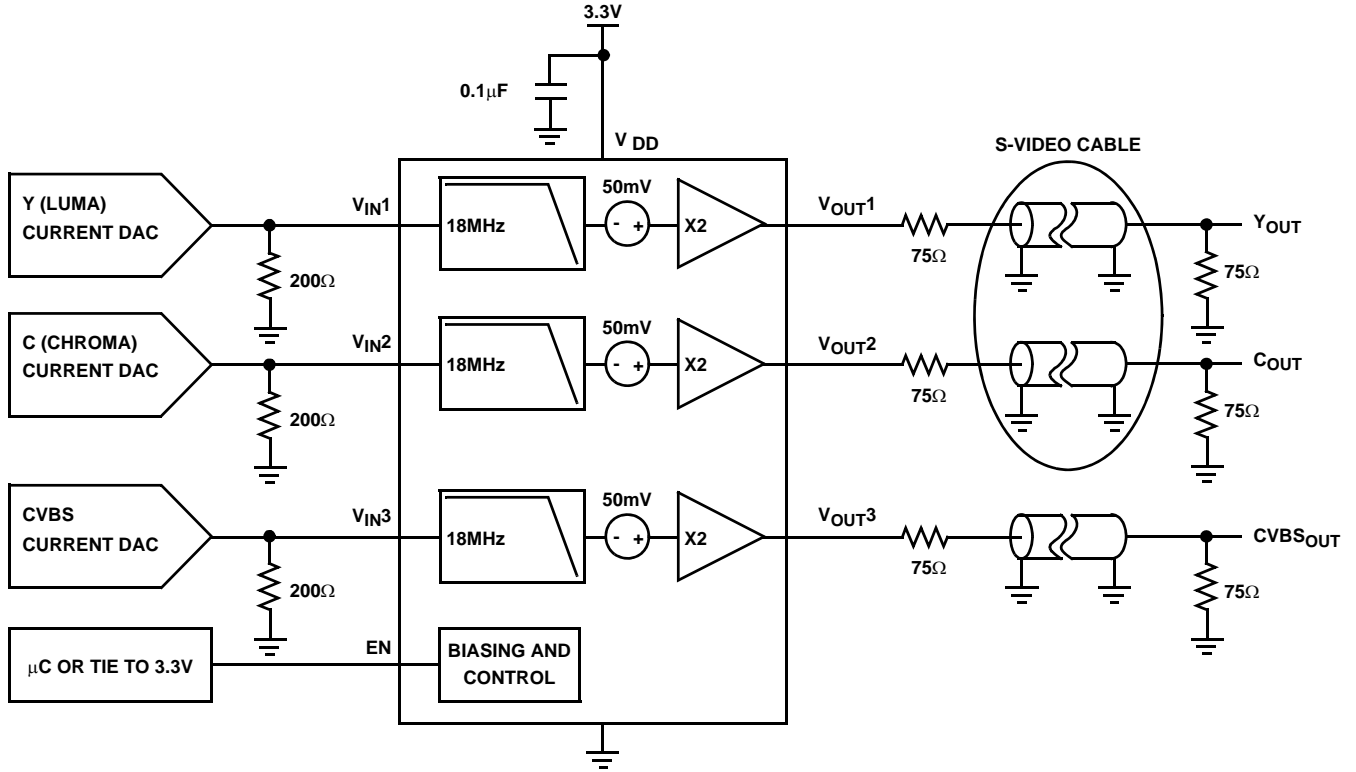 3.3V
0.1μF
V DD
S-VIDEO CABLE
Y (LUMA)
CURRENT DAC
VIN1
18MHz
50mV
- +
X2
VOUT1
75Ω
YOUT
200Ω
75Ω
C (CHROMA)
CURRENT DAC
VIN2
18MHz
50mV
- +
X2
VOUT2
75Ω
COUT
200Ω
75Ω
CVBS
CURRENT DAC
VIN3
18MHz
50mV
- +
X2
VOUT3
75Ω
CVBSOUT
200Ω
75Ω
μC OR TIE TO 3.3V
EN
BIASING AND
CONTROL